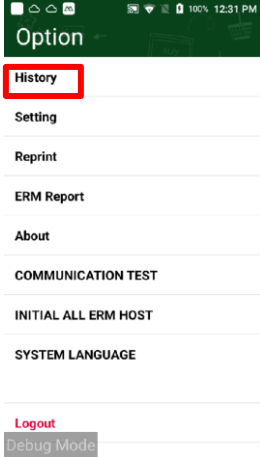 100% 12:31 PM
Option
History
Setting
Reprint
ERM Report
About
COMMUNICATION TEST
INITIAL ALL ERM HOST
SYSTEM LANGUAGE
Logout
Debug Mode